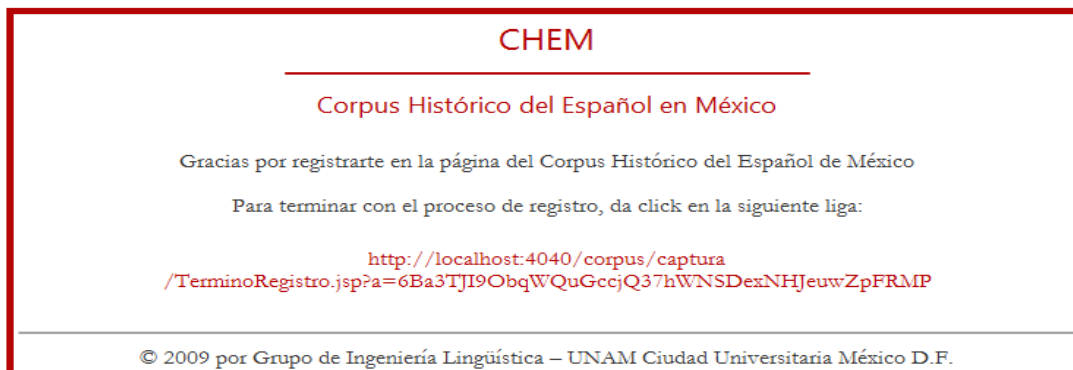 CHEM
Corpus Histórico del Español en México
Gracias por registrarte en la página del Corpus Histórico del Español de México
Para terminar con el proceso de registro, da click en la siguiente liga:
http://localhost:4040/corpus/captura
/TerminoRegistro.jsp?a=6Ba3TJI9ObqWQuGccjQ37hWNSDexNHJeuwZpFRMP
© 2009 por Grupo de Ingeniería Lingüística – UNAM Ciudad Universitaria México D.F.